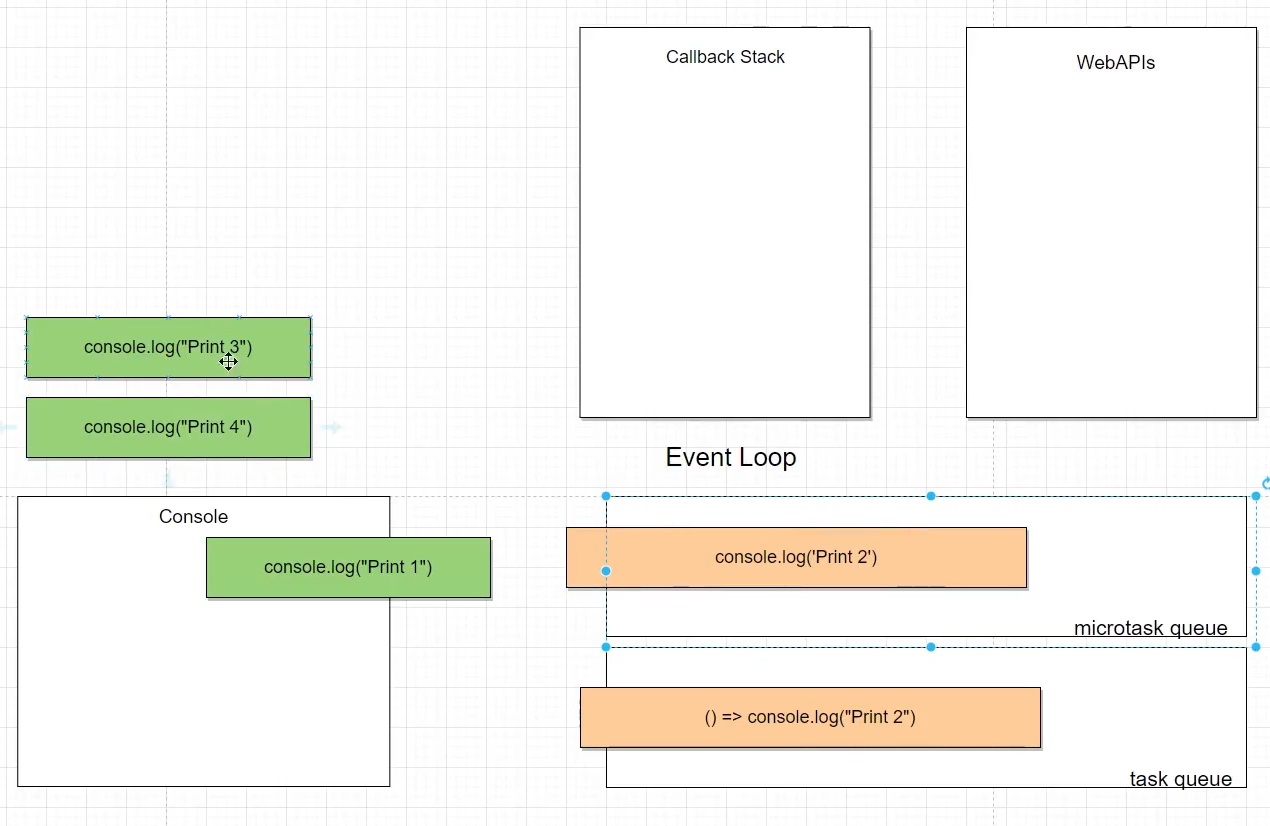 Callback Stack
WebAPIs
console.log("Print 3")
console.log("Print 4")
Event Loop
Console
console.log("Print 1")
console.log('Print 2')
microtask queue
() => console.log("Print 2")
task queue